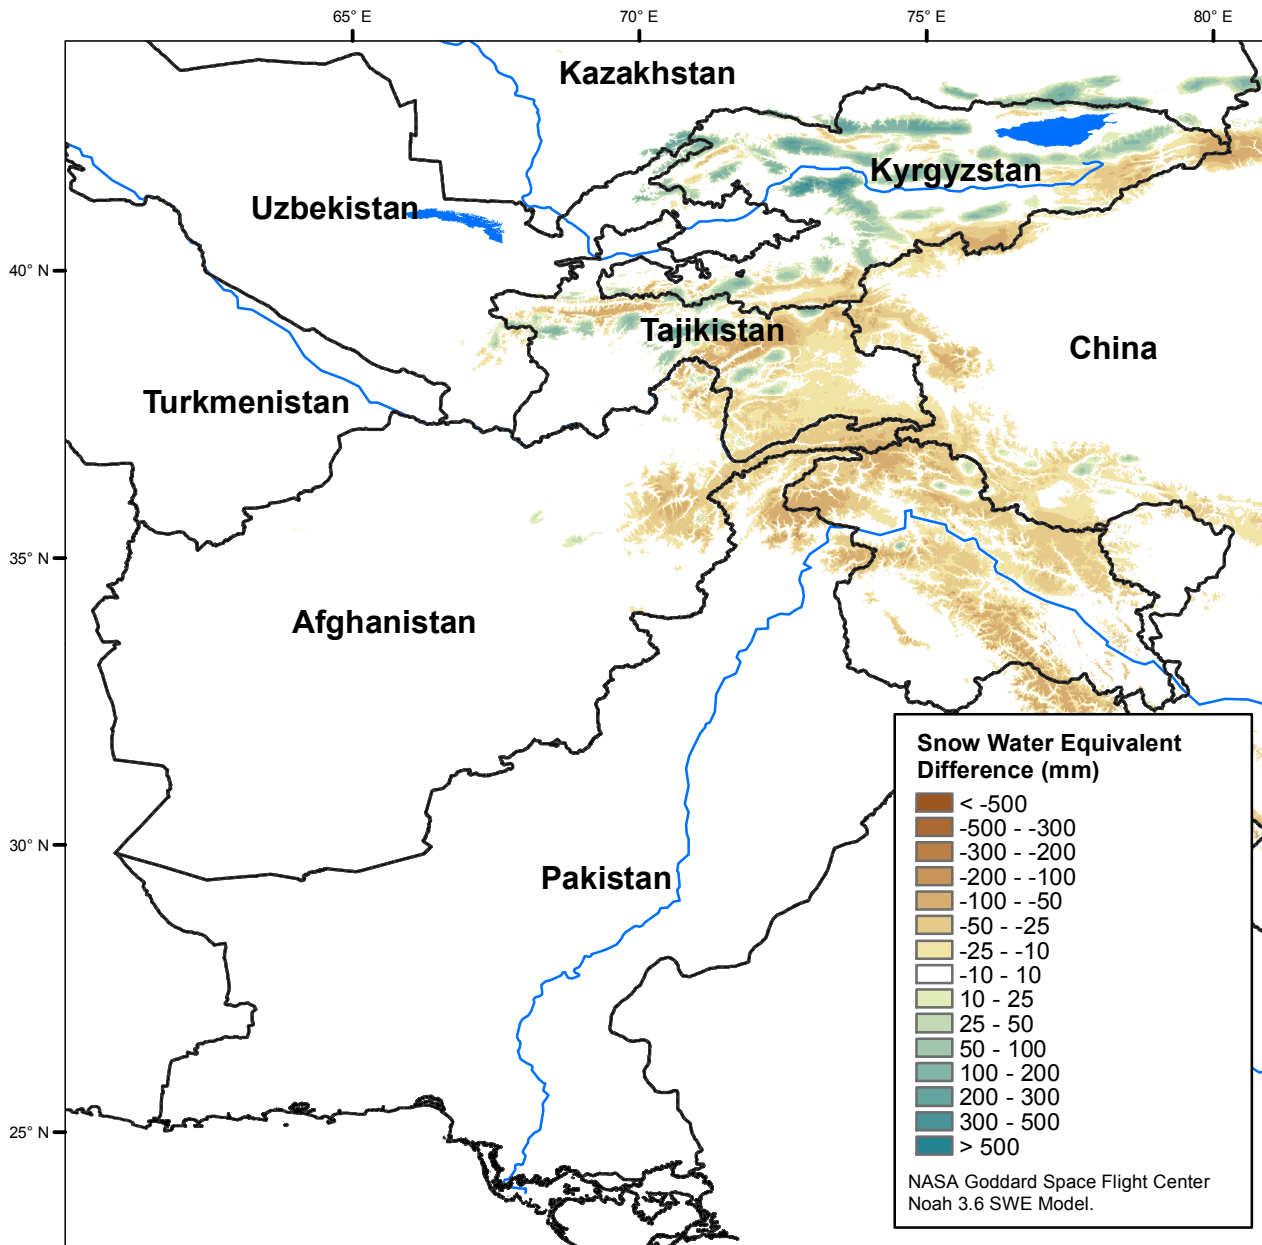 65° E
70° E
75° E
80° E
Kazakhstan
Kyrgyzstan
Uzbekistan
40° N
Tajikistan
China
Turkmenistan
35° N
Afghanistan
30° N
Pakistan
25° N
Snow Water Equivalent
Difference (mm)
< -500
-500 - -300
-300 - -200
-200 - -100
-100 - -50
-50 - -25
-25 - -10
-10 - 10
10 - 25
25 - 50
50 - 100
100 - 200
200 - 300
300 - 500
> 500
NASA Goddard Space Flight Center
Noah 3.6 SWE Model.